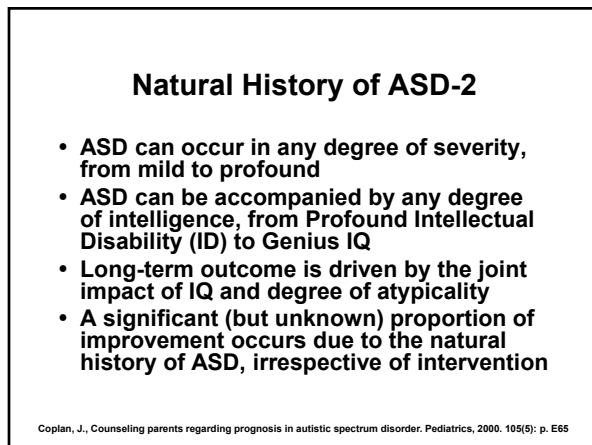 Natural History of ASD-2
• ASD can occur in any degree of severity,
from mild to profound
• ASD can be accompanied by any degree
of intelligence, from Profound Intellectual
Disability (ID) to Genius IQ
• Long-term outcome is driven by the joint
impact of IQ and degree of atypicality
• A significant (but unknown) proportion of
improvement occurs due to the natural
history of ASD, irrespective of intervention
Coplan, J., Counseling parents regarding prognosis in autistic spectrum disorder. Pediatrics, 2000. 105(5): p. E65